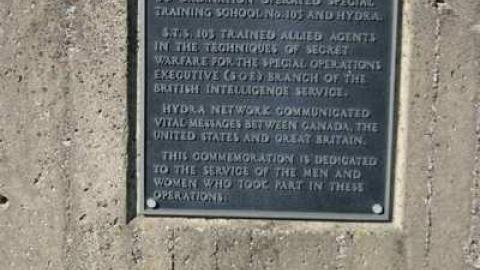 CO-ORDINATION OPERATED SPECIAL
TRAINING SCHOOL No. 103 AND HYDRA.
S.T.S. 103 TRAINED ALLIED AGENTS
IN THE TECHNIQUES OF SECRET
WARFARE FOR THE SPECIAL OPERATIONS
EXECUTIVE (SOE) BRANCH OF THE
BRITISH INTELLIGENCE SERVICE.
HYDRA NETWORK COMMUNICATED
VITAL MESSAGES BETWEEN CANADA, THE
UNITED STATES AND GREAT BRITAIN.
THIS COMMEMORATION IS DEDICATED
TO THE SERVICE OF THE MEN AND
WOMEN WHO TOOK PART IN THESE
OPERATIONS.